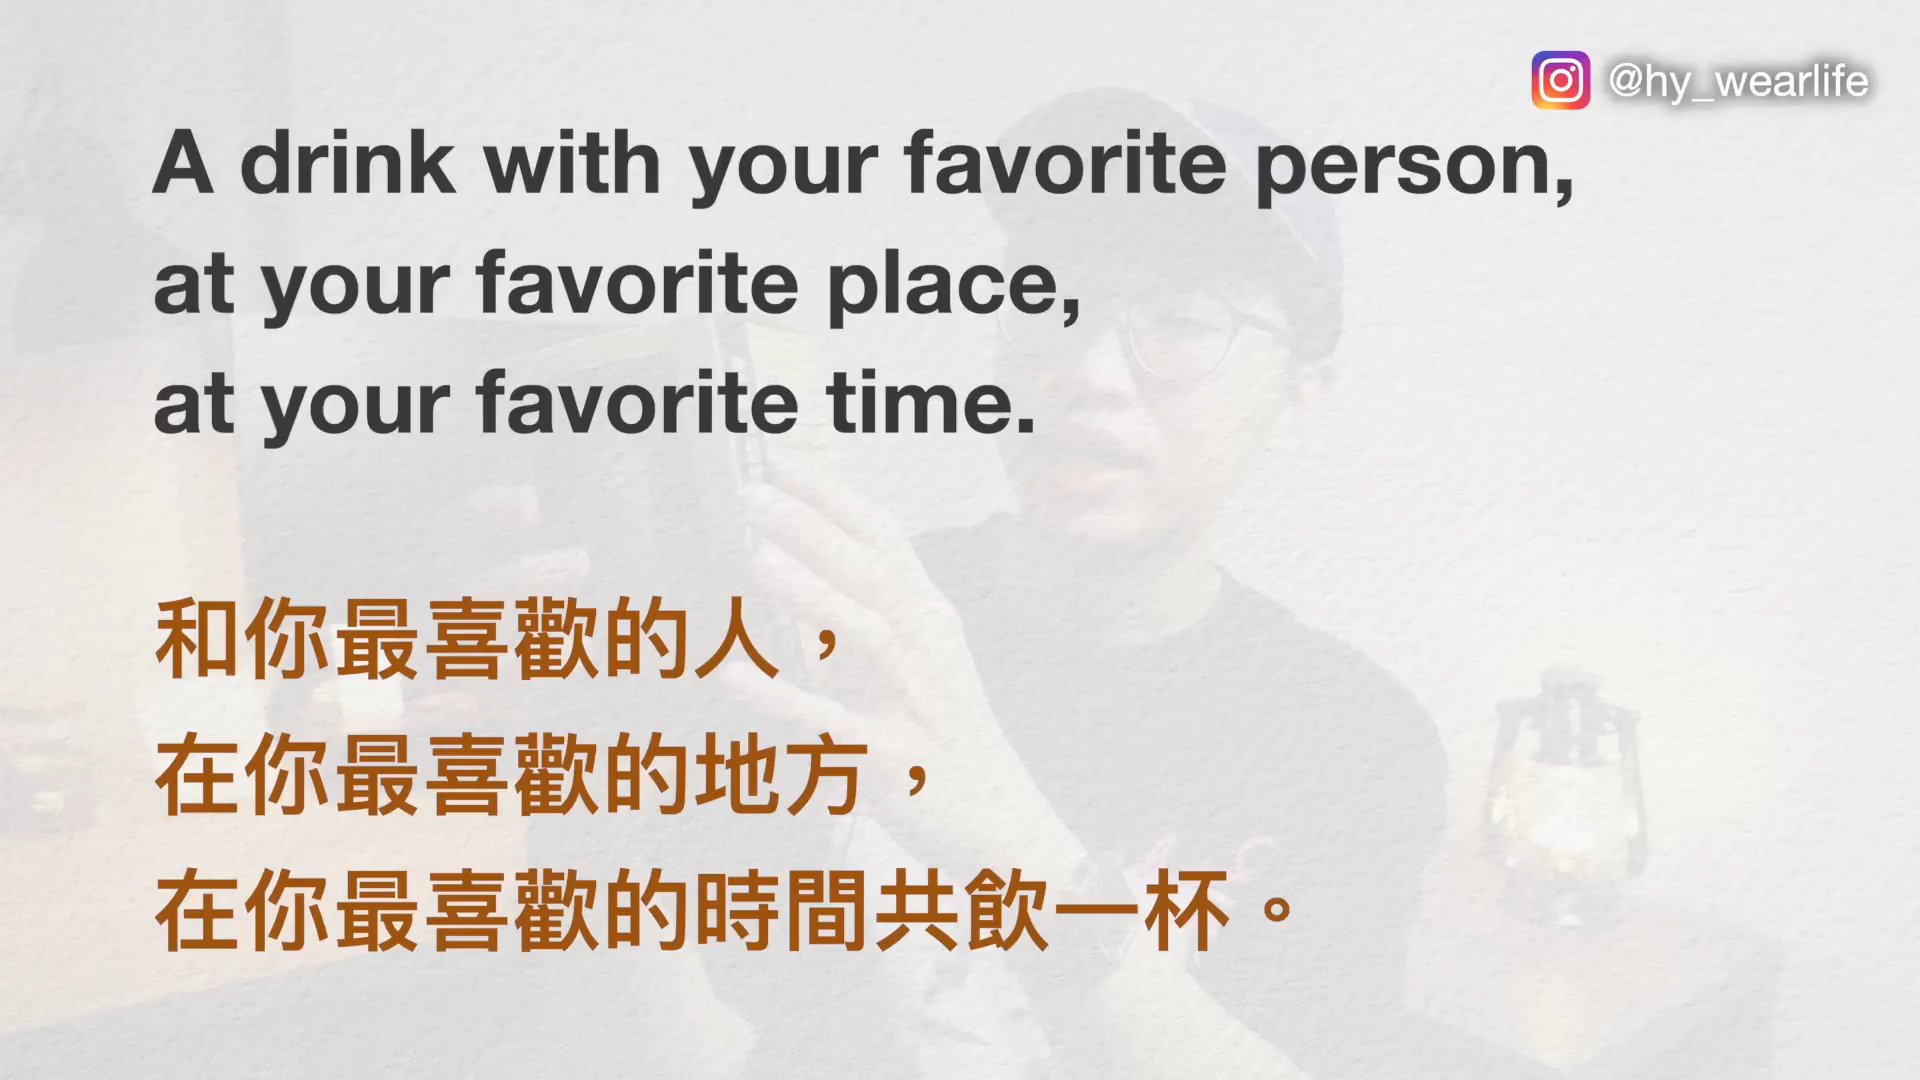 @hy_wearlife
A drink with your favorite person,
at your favorite place,
at your favorite time.
和你最喜歡的人，
在你最喜歡的地方，
在你最喜歡的時間共飲一杯。